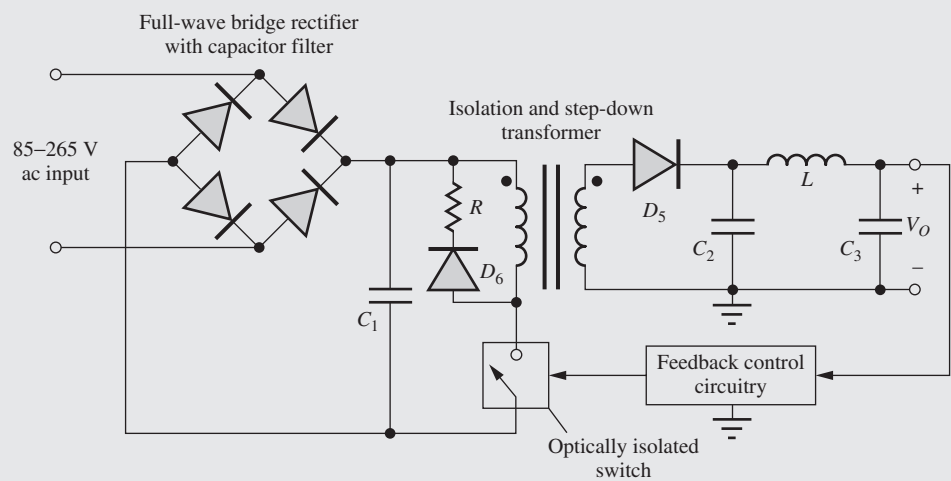 Full-wave bridge rectifier
with capacitor filter
Isolation and step-down
transformer
85–265 V
ac input
R
D6
C1
D5
L
C2
C3
+
VO
–
Feedback control
circuitry
Optically isolated
switch